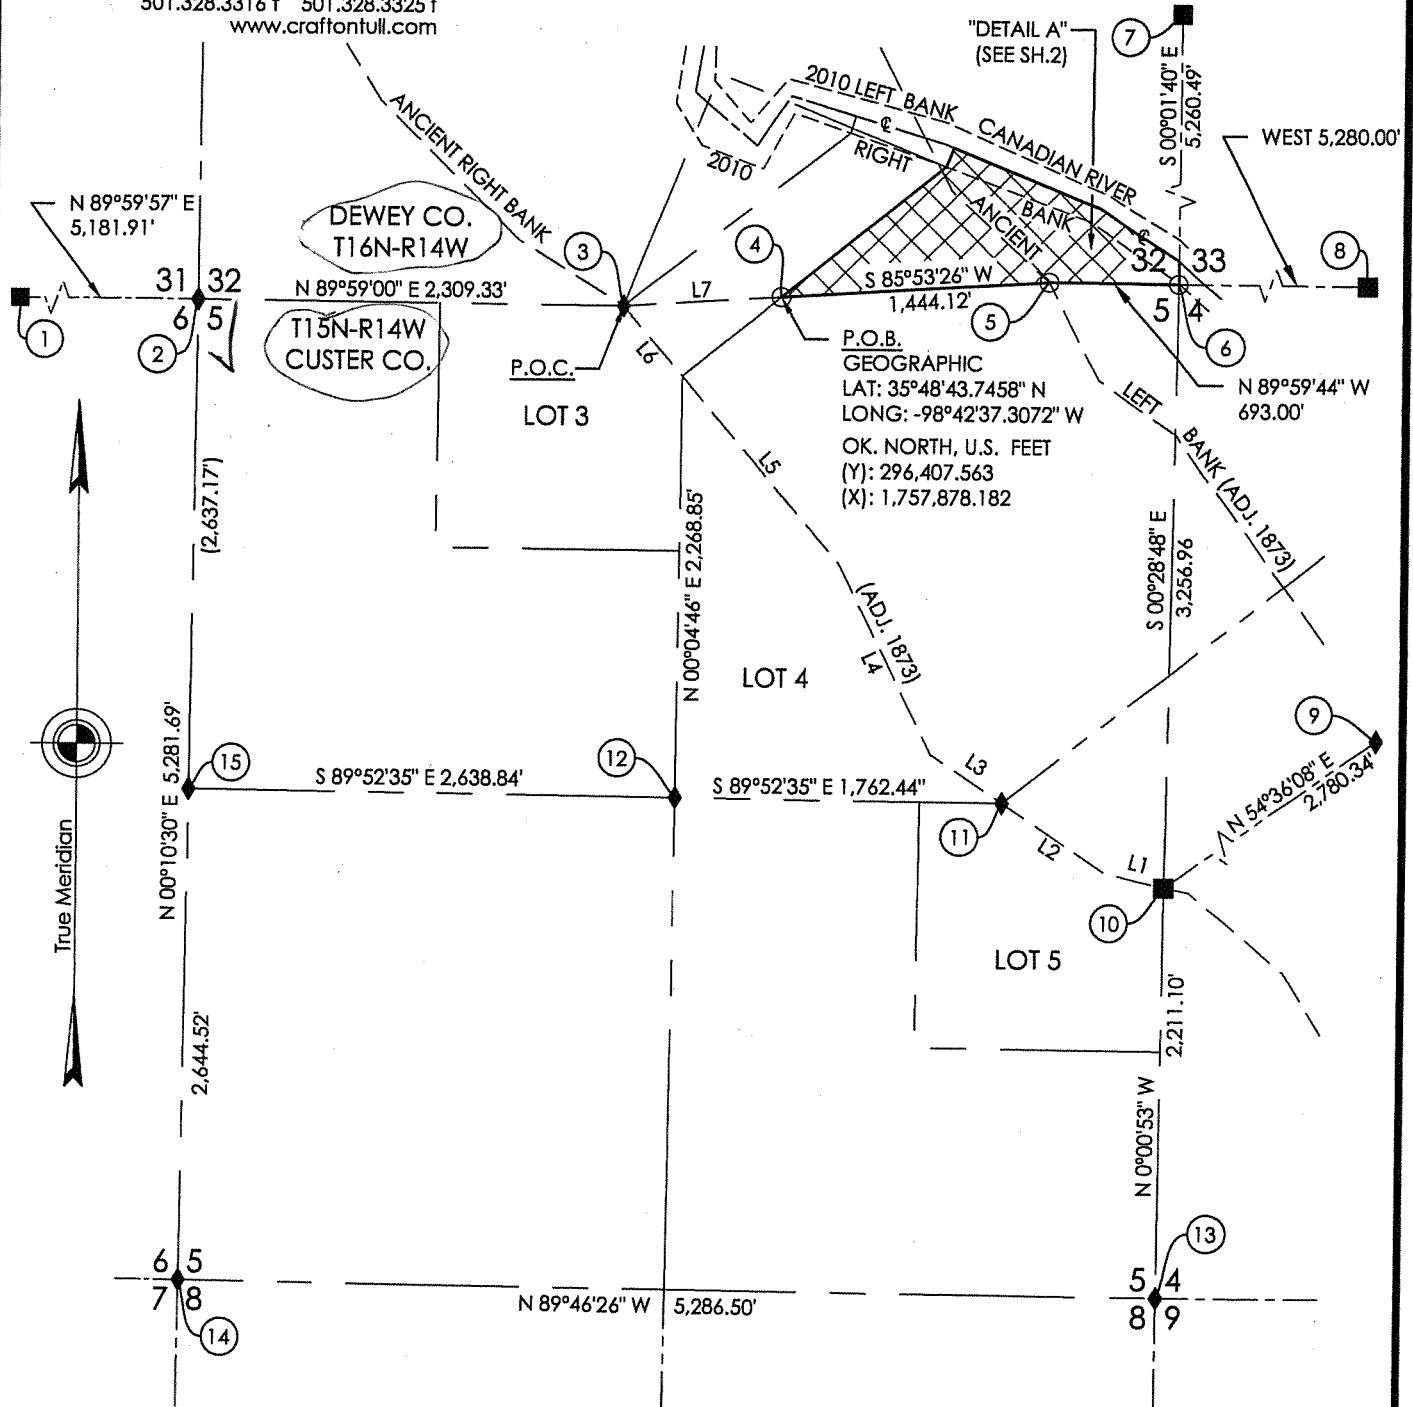 501.328.3316 t 501.328.3325 f
www.craftontull.com
"DETAIL A"
(SEE SH.2)
7
S 00°01'40" E
5,260.49'
WEST 5,280.00'
2010 LEFT BANK CANADIAN RIVER
℄
RIGHT BANK
2010
ANCIENT RIGHT BANK
ANCIENT
℄
N 89°59'57" E
5,181.91'
DEWEY CO.
T16N-R14W
3
4
8
31 32
6 5
32 33
5 4
N 89°59'00" E 2,309.33'
L7
S 85°53'26" W
1,444.12'
5
6
1
2
T15N-R14W
CUSTER CO.
P.O.C.
L6
P.O.B.
GEOGRAPHIC
LAT: 35°48'43.7458" N
LONG: -98°42'37.3072" W
OK. NORTH, U.S. FEET
(Y): 296,407.563
(X): 1,757,878.182
N 89°59'44" W
693.00'
LOT 3
LEFT BANK (ADJ. 1873)
L5
(2,637.17')
N 00°04'46" E 2,268.85'
S 00°28'48" E
3,256.96
(ADJ. 1873)
L4
LOT 4
9
N 54°36'08" E
2,780.34'
15
12
S 89°52'35" E 2,638.84'
S 89°52'35" E 1,762.44"
L3
11
L2
L1
10
N 00°10'30" E 5,281.69'
True Meridian
LOT 5
2,644.52'
2,211.10'
N 0°00'53" W
13
6 5
7 8
14
N 89°46'26" W 5,286.50'
5 4
8 9